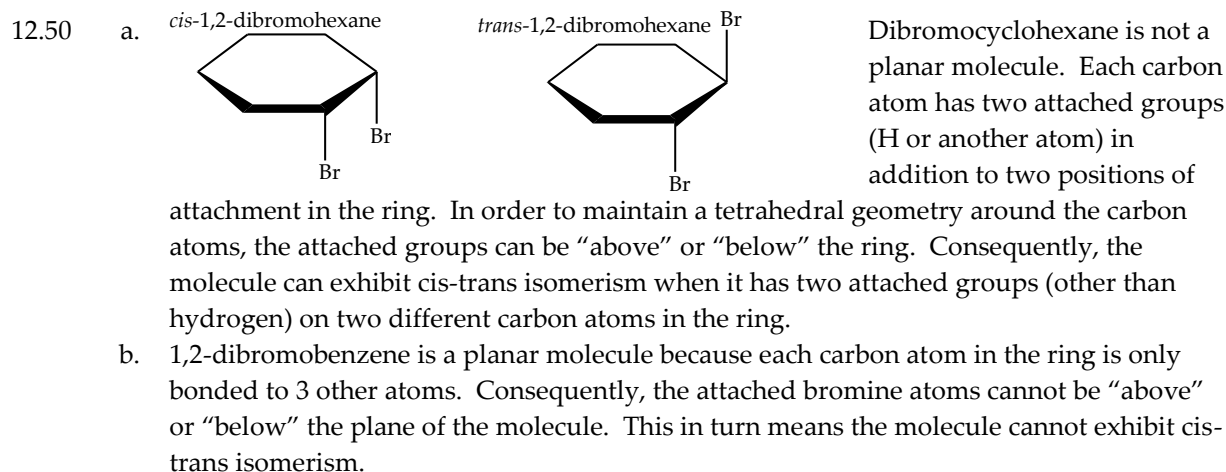 12.50 a. cis-1,2-dibromohexane trans-1,2-dibromohexane Br Dibromocyclohexane is not a
planar molecule. Each carbon
atom has two attached groups
(H or another atom) in
Br
addition to two positions of
Br Br
attachment in the ring. In order to maintain a tetrahedral geometry around the carbon
atoms, the attached groups can be “above” or “below” the ring. Consequently, the
molecule can exhibit cis-trans isomerism when it has two attached groups (other than
hydrogen) on two different carbon atoms in the ring.
b. 1,2-dibromobenzene is a planar molecule because each carbon atom in the ring is only
bonded to 3 other atoms. Consequently, the attached bromine atoms cannot be “above”
or “below” the plane of the molecule. This in turn means the molecule cannot exhibit cis-
trans isomerism.